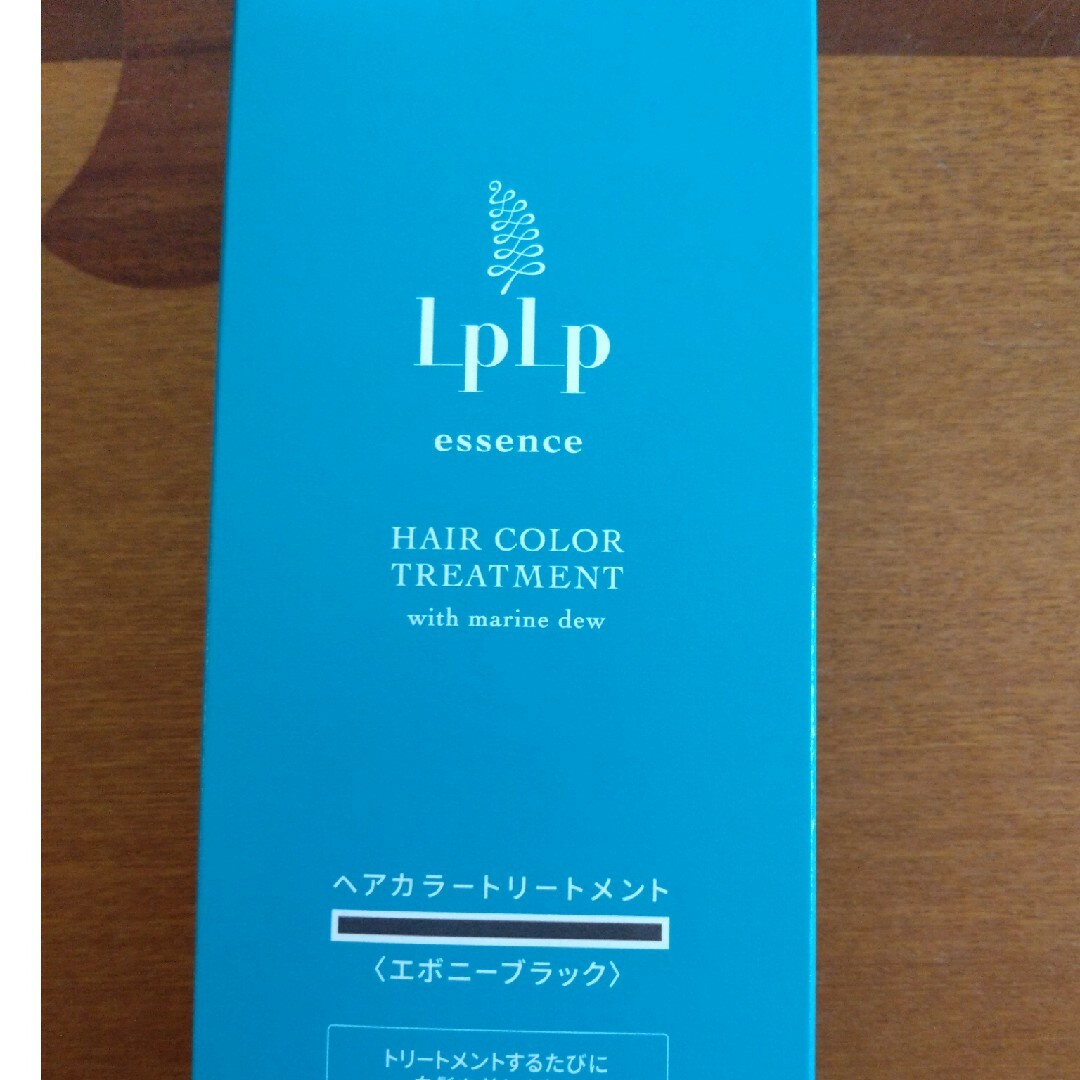 LpLp
essence
HAIR COLOR
TREATMENT
with marine dew
ヘアカラートリートメント
〈エボニーブラック〉
トリートメントするたびに